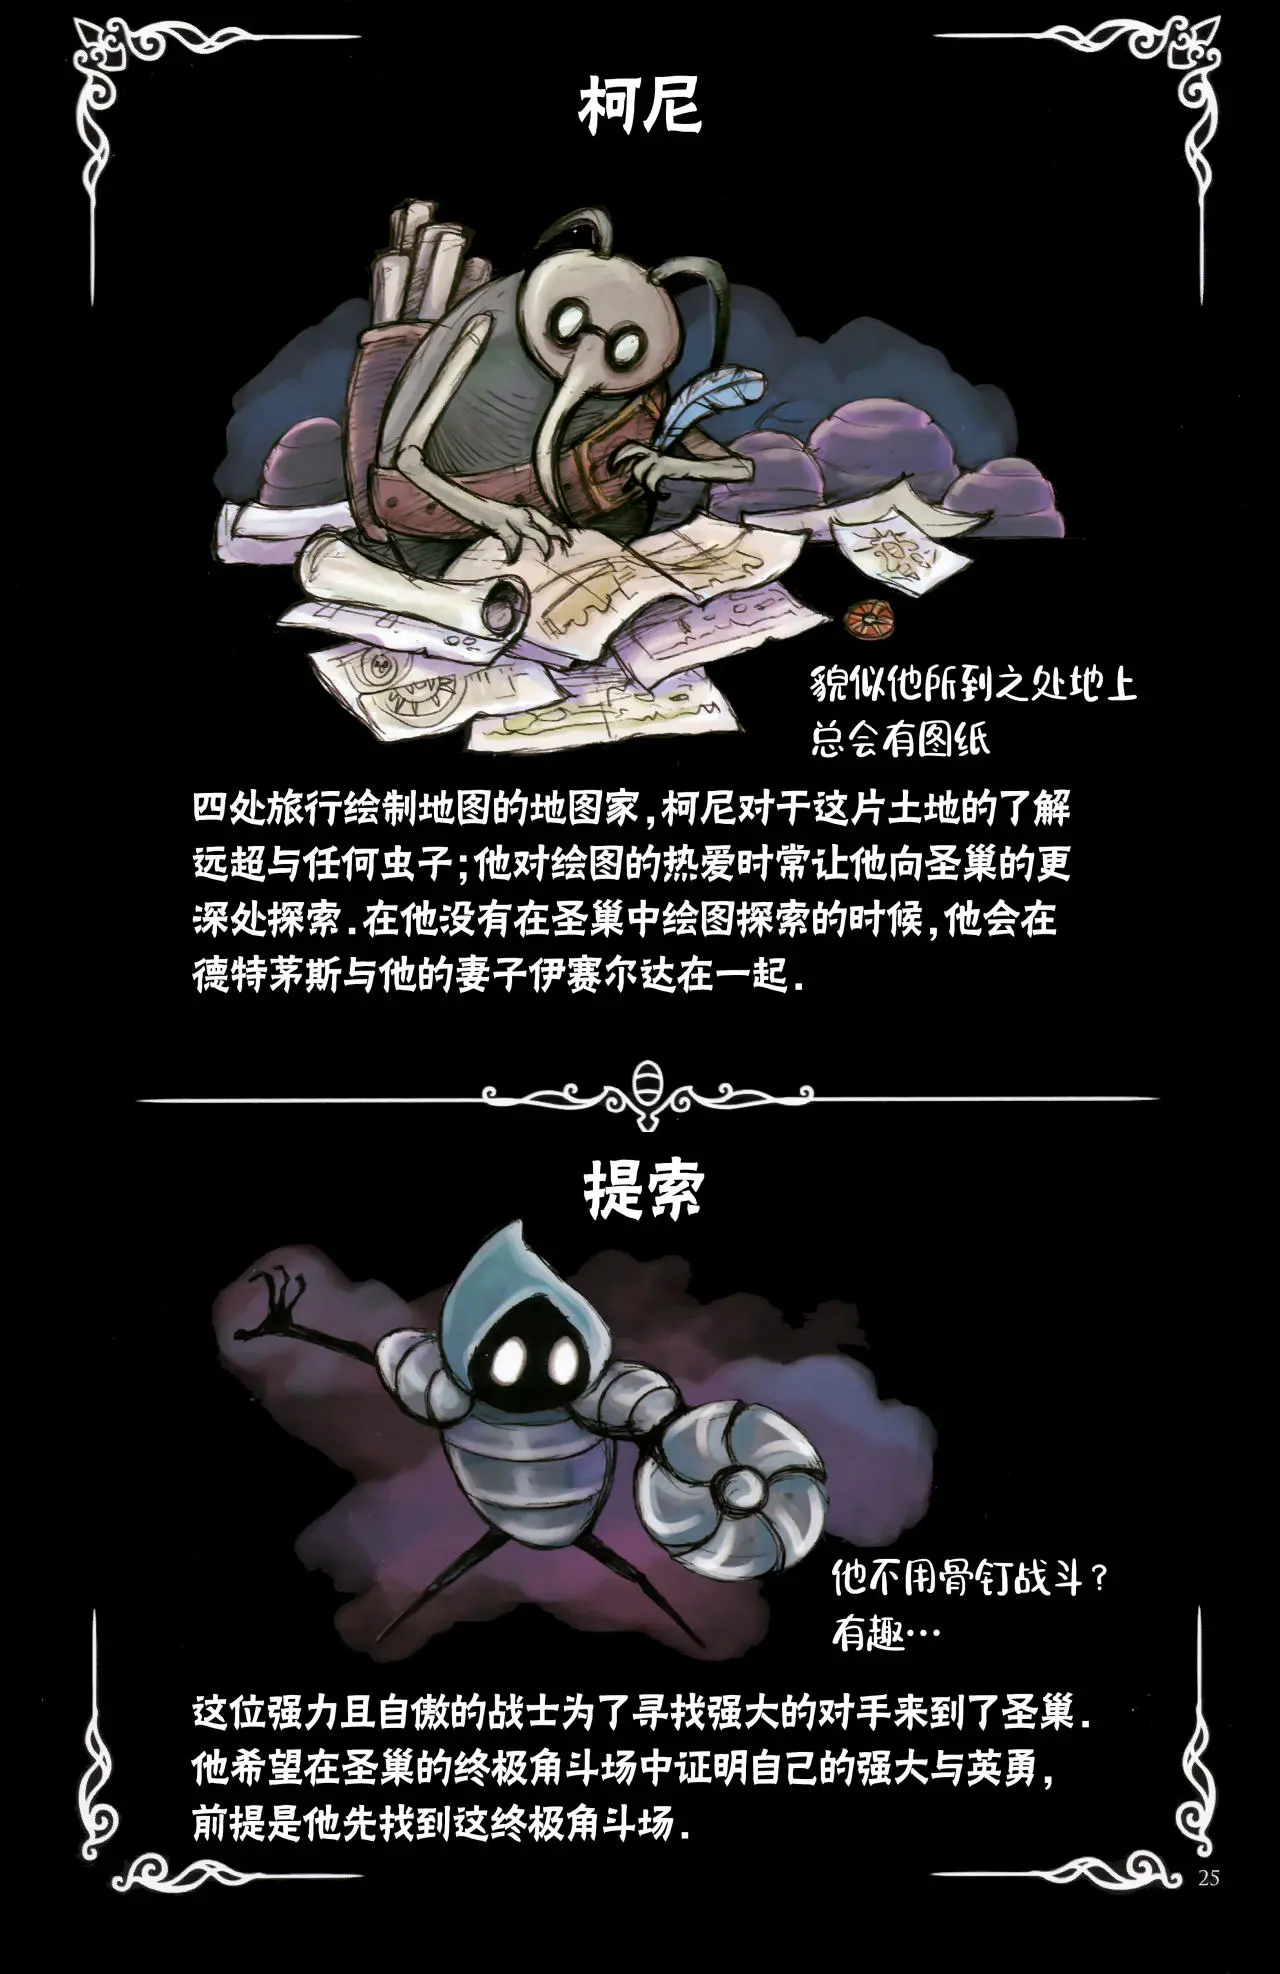 柯尼
貌似他所到之处地上
总会有图纸
四处旅行绘制地图的地图家,柯尼对于这片土地的了解
远超与任何虫子;他对绘图的热爱时常让他向圣巢的更
深处探索.在他没有在圣巢中绘图探索的时候,他会在
德特茅斯与他的妻子伊赛尔达在一起.
提索
他不用骨钉战斗?
有趣…
这位强力且自傲的战士为了寻找强大的对手来到了圣巢.
他希望在圣巢的终极角斗场中证明自己的强大与英勇,
前提是他先找到这终极角斗场.
25